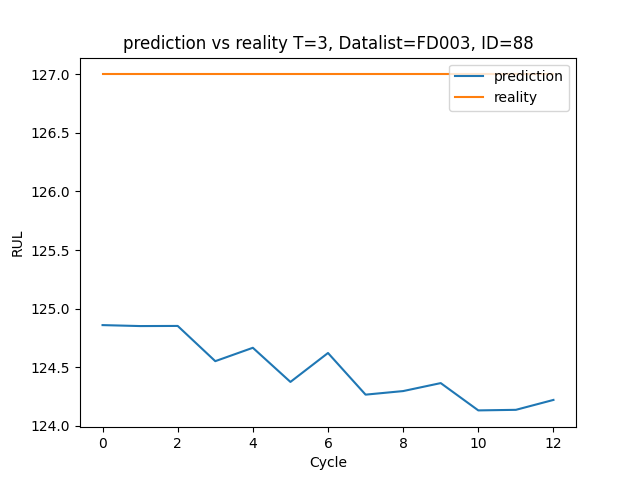 prediction vs reality T=3, Datalist=FD003, ID=88
127.0
126.5
126.0
125.5
125.0
124.5
124.0
RUL
prediction
reality
0 2 4 6 8 10 12
Cycle